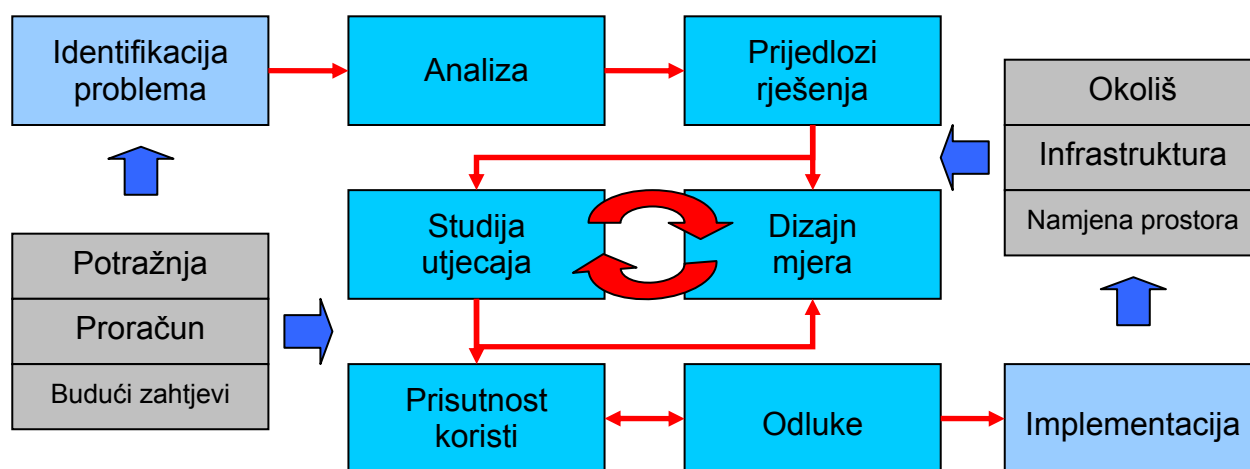 Identifikacija
problema
Analiza
Prijedlozi
rješenja
Okoliš
Infrastruktura
Namjena prostora
Studija
utjecaja
Dizajn
mjera
Potražnja
Proračun
Budući zahtjevi
Prisutnost
koristi
Odluke
Implementacija